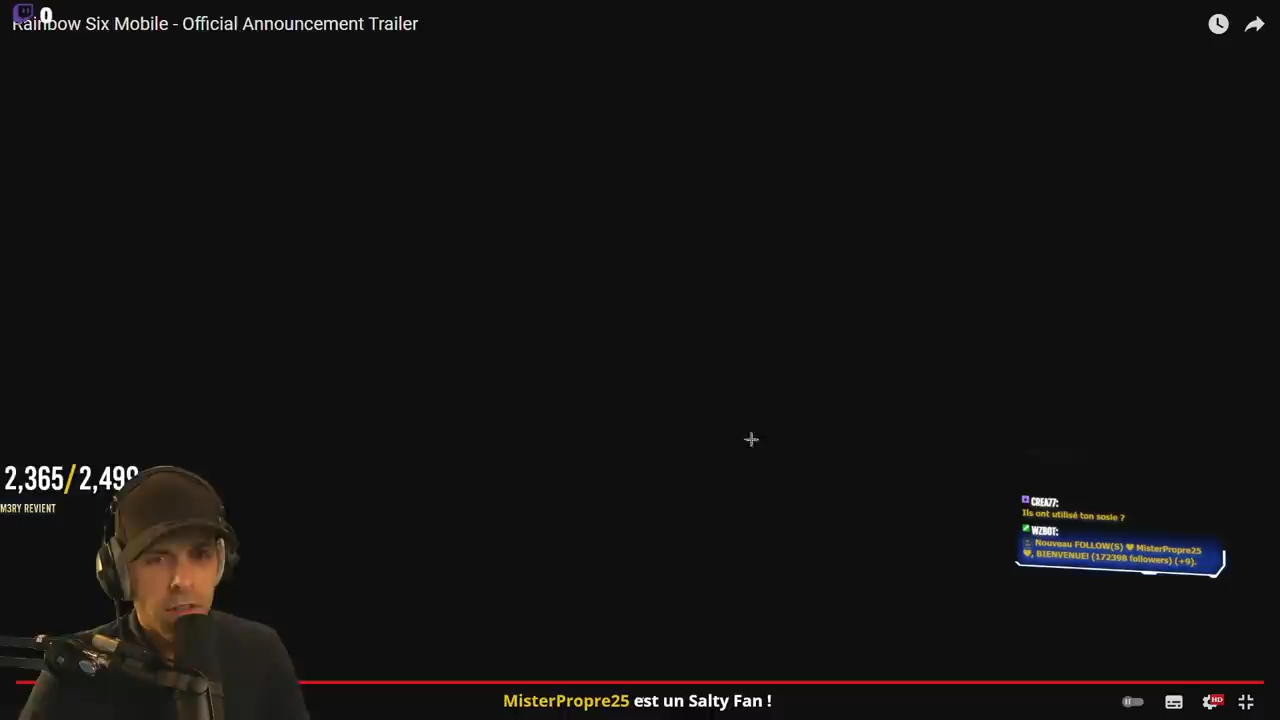 0
Rainbow Six Mobile - Official Announcement Trailer
2,365/2,499
M3RY REVIENT
CREA77:
Ils ont utilisé ton sosie ?
WZBOT:
Nouveau FOLLOW(S) ♥ MisterPropre25
♥, BIENVENUE! (172398 followers) (+9).
MisterPropre25 est un Salty Fan !
HD